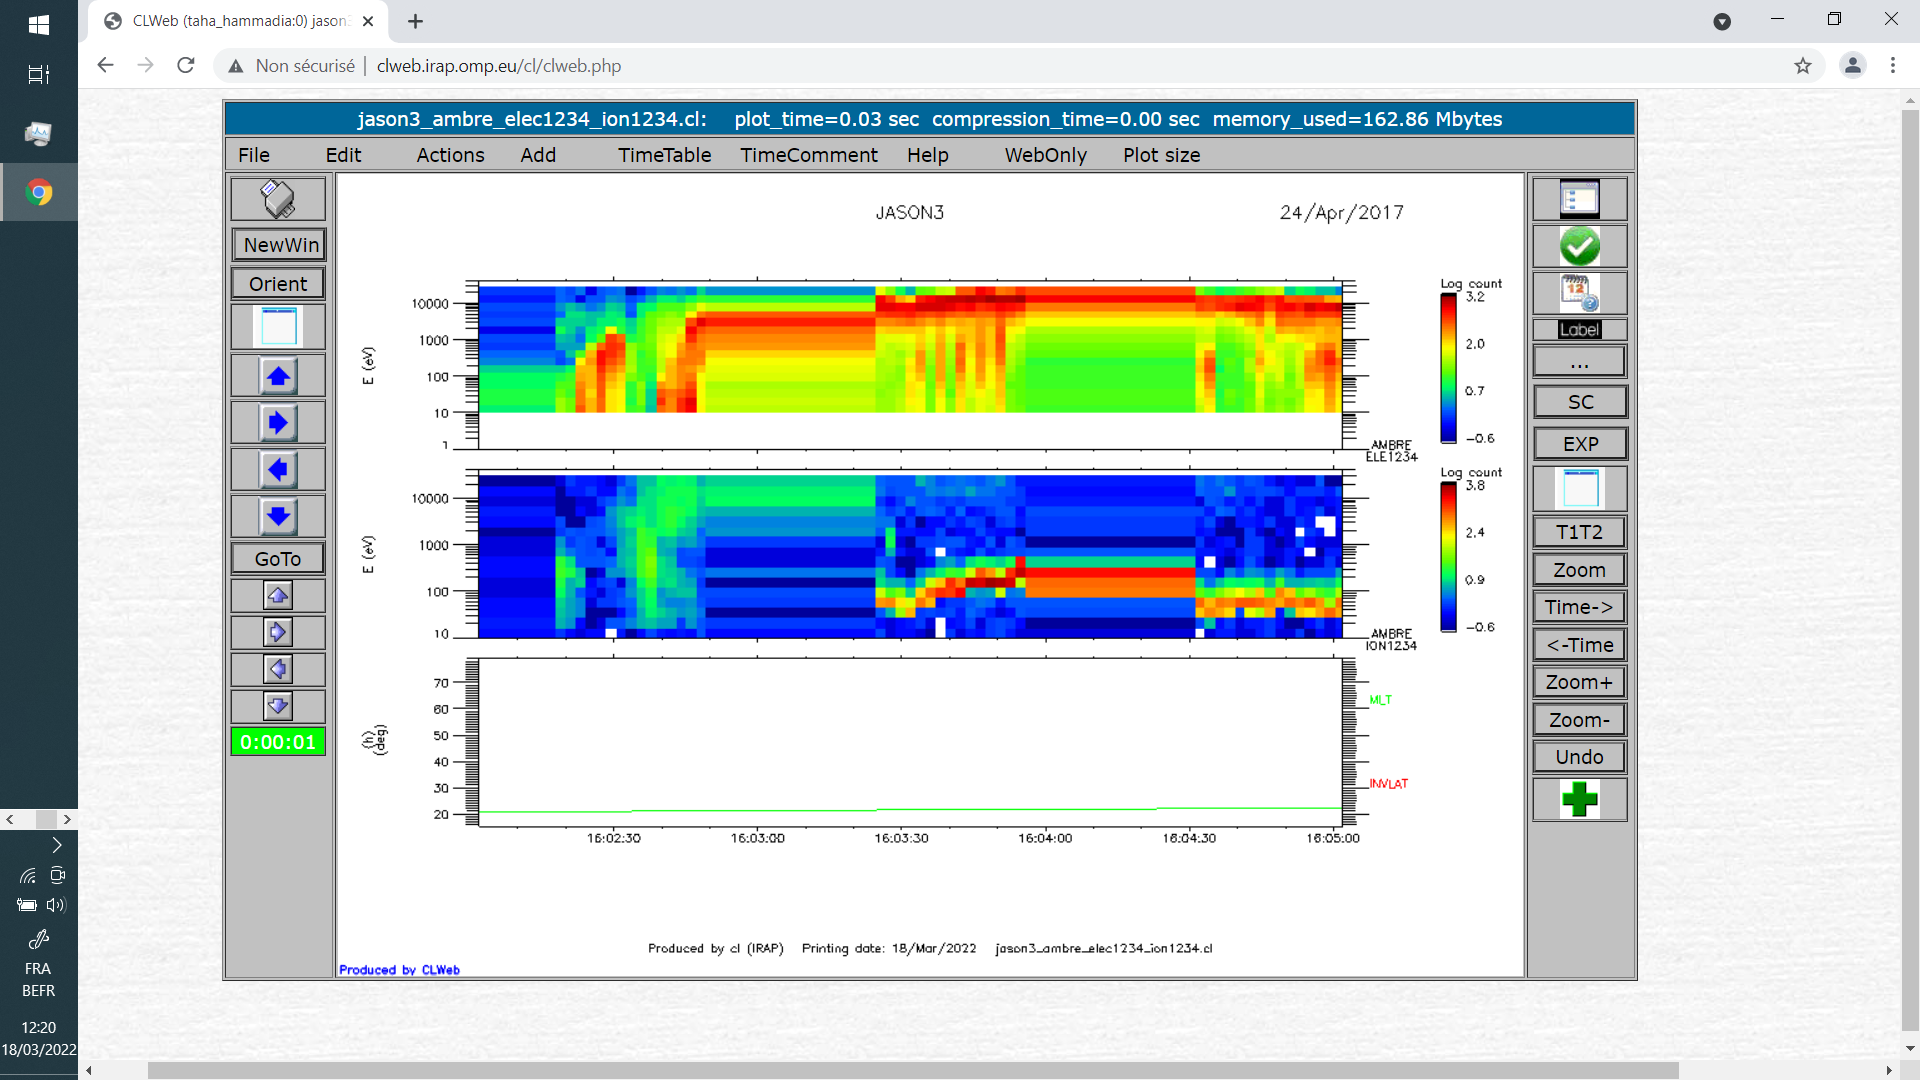 CLWeb (taha_hammadia:0) jason3
Non sécurisé | clweb.irap.omp.eu/cl/clweb.php
jason3_ambre_elec1234_ion1234.cl: plot_time=0.03 sec compression_time=0.00 sec memory_used=162.86 Mbytes
File Edit Actions Add TimeTable TimeComment Help WebOnly Plot size
NewWin
Orient
GoTo
0:00:01
JASON3 24/Apr/2017
10000
1000
100
10
1
E (eV)
Log count
3.2
2.0
0.7
-0.6
AMBRE
ELE1234
10000
1000
100
10
E (eV)
Log count
3.8
2.4
0.9
-0.6
AMBRE
ION1234
70
60
50
40
30
20
(h)
(deg)
MLT
INVLAT
16:02:30 16:03:00 16:03:30 16:04:00 16:04:30 16:05:00
Produced by cl (IRAP) Printing date: 18/Mar/2022 jason3_ambre_elec1234_ion1234.cl
Produced by CLWeb
12
Label
...
SC
EXP
T1T2
Zoom
Time->
<-Time
Zoom+
Zoom-
Undo
FRA
BEFR
12:20
18/03/2022